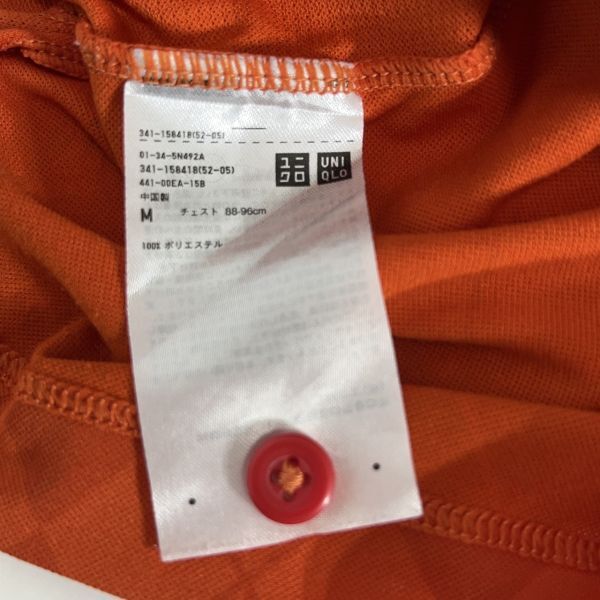 341-158418(52-05)
01-34-5N492A
341-158418(52-05)
441-00EA-15B
中国製
M チェスト 88-96cm
100% ポリエステル
ユニ
クロ
UNI
QLO